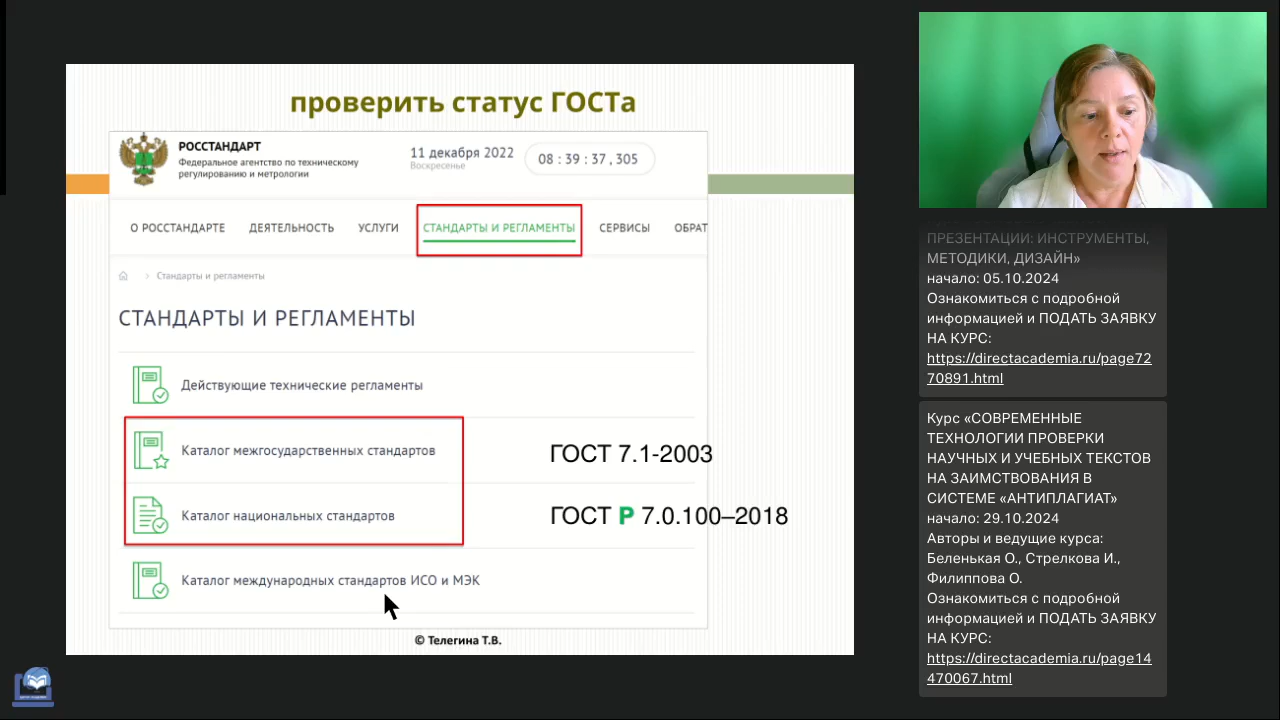 проверить статус ГОСТа
РОССТАНДАРТ
Федеральное агентство по техническому
регулированию и метрологии
11 декабря 2022
Воскресенье
08 : 39 : 37 , 305
О РОССТАНДАРТЕ ДЕЯТЕЛЬНОСТЬ УСЛУГИ СТАНДАРТЫ И РЕГЛАМЕНТЫ СЕРВИСЫ ОБРАТ
Стандарты и регламенты
СТАНДАРТЫ И РЕГЛАМЕНТЫ
Действующие технические регламенты
Каталог межгосударственных стандартов
ГОСТ 7.1-2003
Каталог национальных стандартов
ГОСТ Р 7.0.100–2018
Каталог международных стандартов ИСО и МЭК
© Телегина Т.В.
ПРЕЗЕНТАЦИИ: ИНСТРУМЕНТЫ,
МЕТОДИКИ, ДИЗАЙН»
начало: 05.10.2024
Ознакомиться с подробной
информацией и ПОДАТЬ ЗАЯВКУ
НА КУРС:
https://directacademia.ru/page72
70891.html
Курс «СОВРЕМЕННЫЕ
ТЕХНОЛОГИИ ПРОВЕРКИ
НАУЧНЫХ И УЧЕБНЫХ ТЕКСТОВ
НА ЗАИМСТВОВАНИЯ В
СИСТЕМЕ «АНТИПЛАГИАТ»
начало: 29.10.2024
Авторы и ведущие курса:
Беленькая О., Стрелкова И.,
Филиппова О.
Ознакомиться с подробной
информацией и ПОДАТЬ ЗАЯВКУ
НА КУРС:
https://directacademia.ru/page14
470067.html